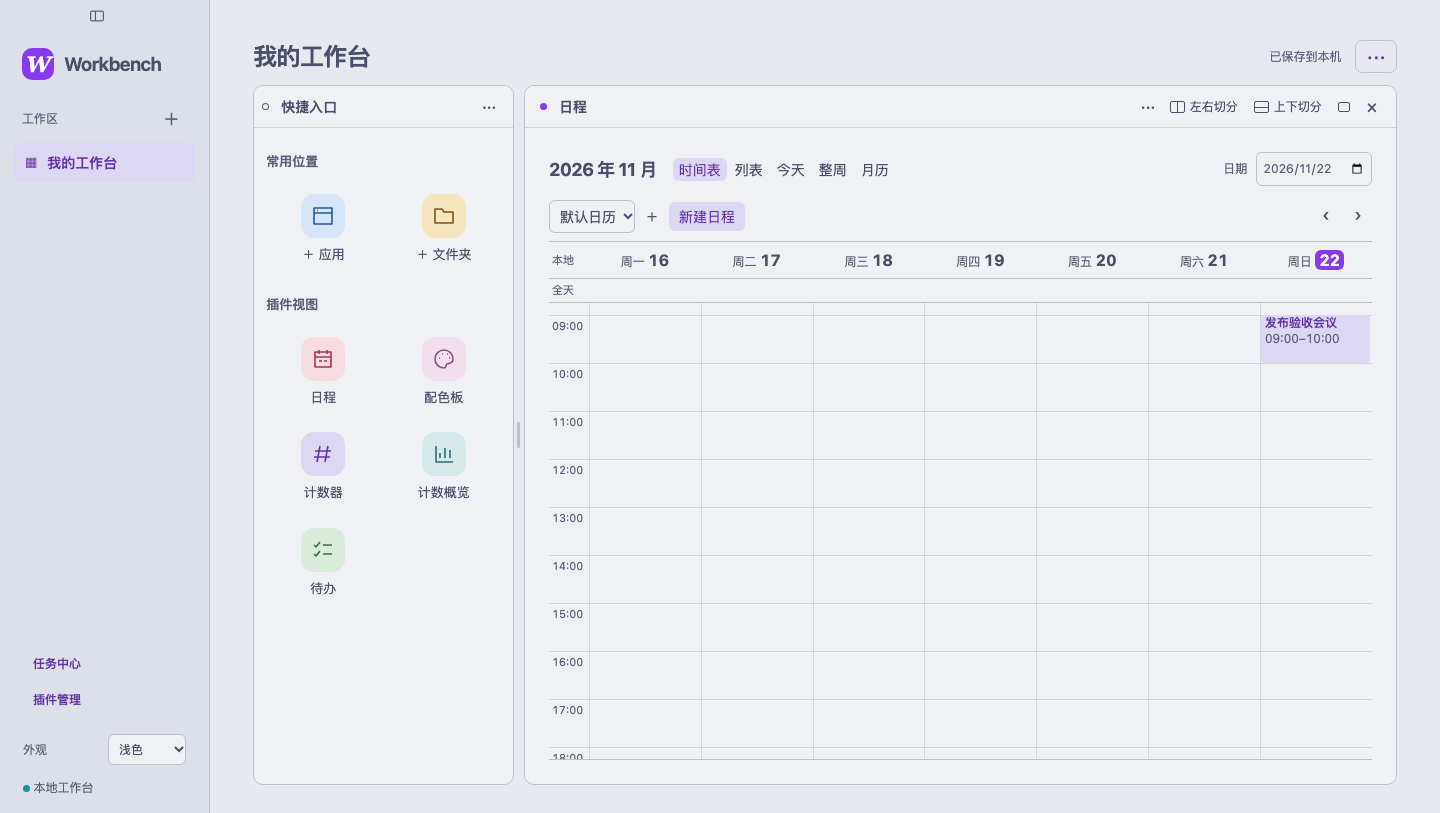 W Workbench
工作区 +
我的工作台
任务中心
插件管理
外观 浅色
本地工作台
我的工作台
已保存到本机
快捷入口
常用位置
+ 应用
+ 文件夹
插件视图
日程
配色板
计数器
计数概览
待办
日程
左右切分
上下切分
2026 年 11 月
时间表 列表 今天 整周 月历
日期 2026/11/22
默认日历 + 新建日程
本地 周一 16 周二 17 周三 18 周四 19 周五 20 周六 21 周日 22
全天
09:00
发布验收会议
09:00–10:00
10:00
11:00
12:00
13:00
14:00
15:00
16:00
17:00
18:00